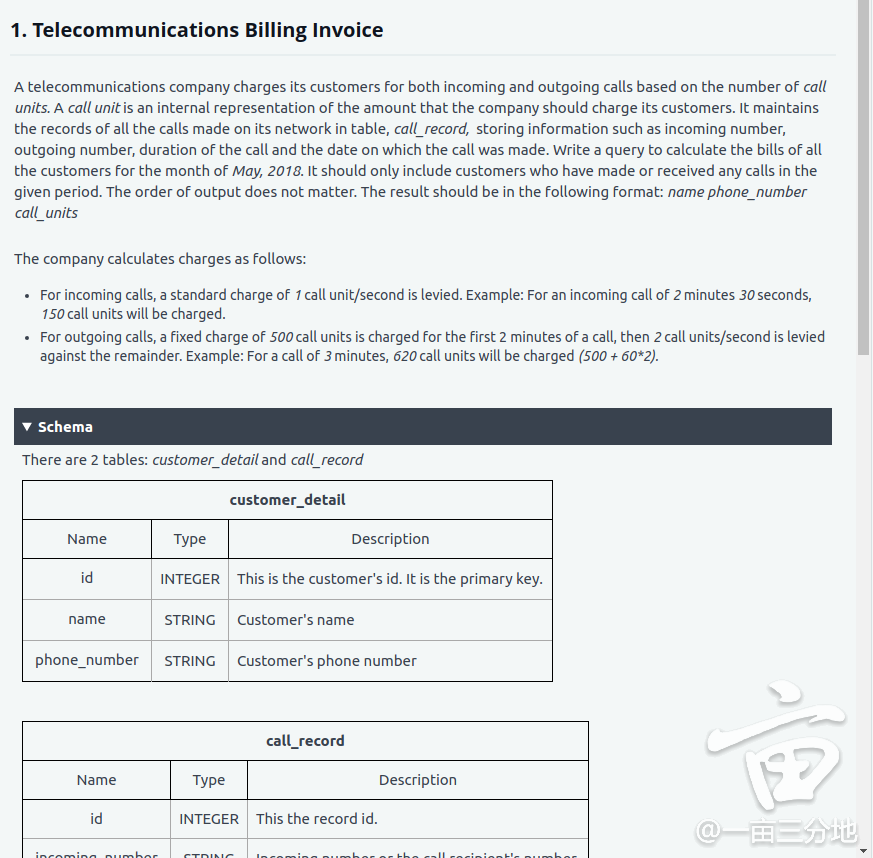 1. Telecommunications Billing Invoice
A telecommunications company charges its customers for both incoming and outgoing calls based on the number of call
units. A call unit is an internal representation of the amount that the company should charge its customers. It maintains
the records of all the calls made on its network in table, call_record, storing information such as incoming number,
outgoing number, duration of the call and the date on which the call was made. Write a query to calculate the bills of all
the customers for the month of May, 2018. It should only include customers who have made or received any calls in the
given period. The order of output does not matter. The result should be in the following format: name phone_number
call_units
The company calculates charges as follows:
• For incoming calls, a standard charge of 1 call unit/second is levied. Example: For an incoming call of 2 minutes 30 seconds,
150 call units will be charged.
• For outgoing calls, a fixed charge of 500 call units is charged for the first 2 minutes of a call, then 2 call units/second is levied
against the remainder. Example: For a call of 3 minutes, 620 call units will be charged (500 + 60*2).
▼ Schema
There are 2 tables: customer_detail and call_record
customer_detail
Name Type Description
id INTEGER This is the customer's id. It is the primary key.
name STRING Customer's name
phone_number STRING Customer's phone number
call_record
Name Type Description
id INTEGER This the record id.
incoming_number STRING Incoming number or the call recipient's number
亩
@一亩三分地